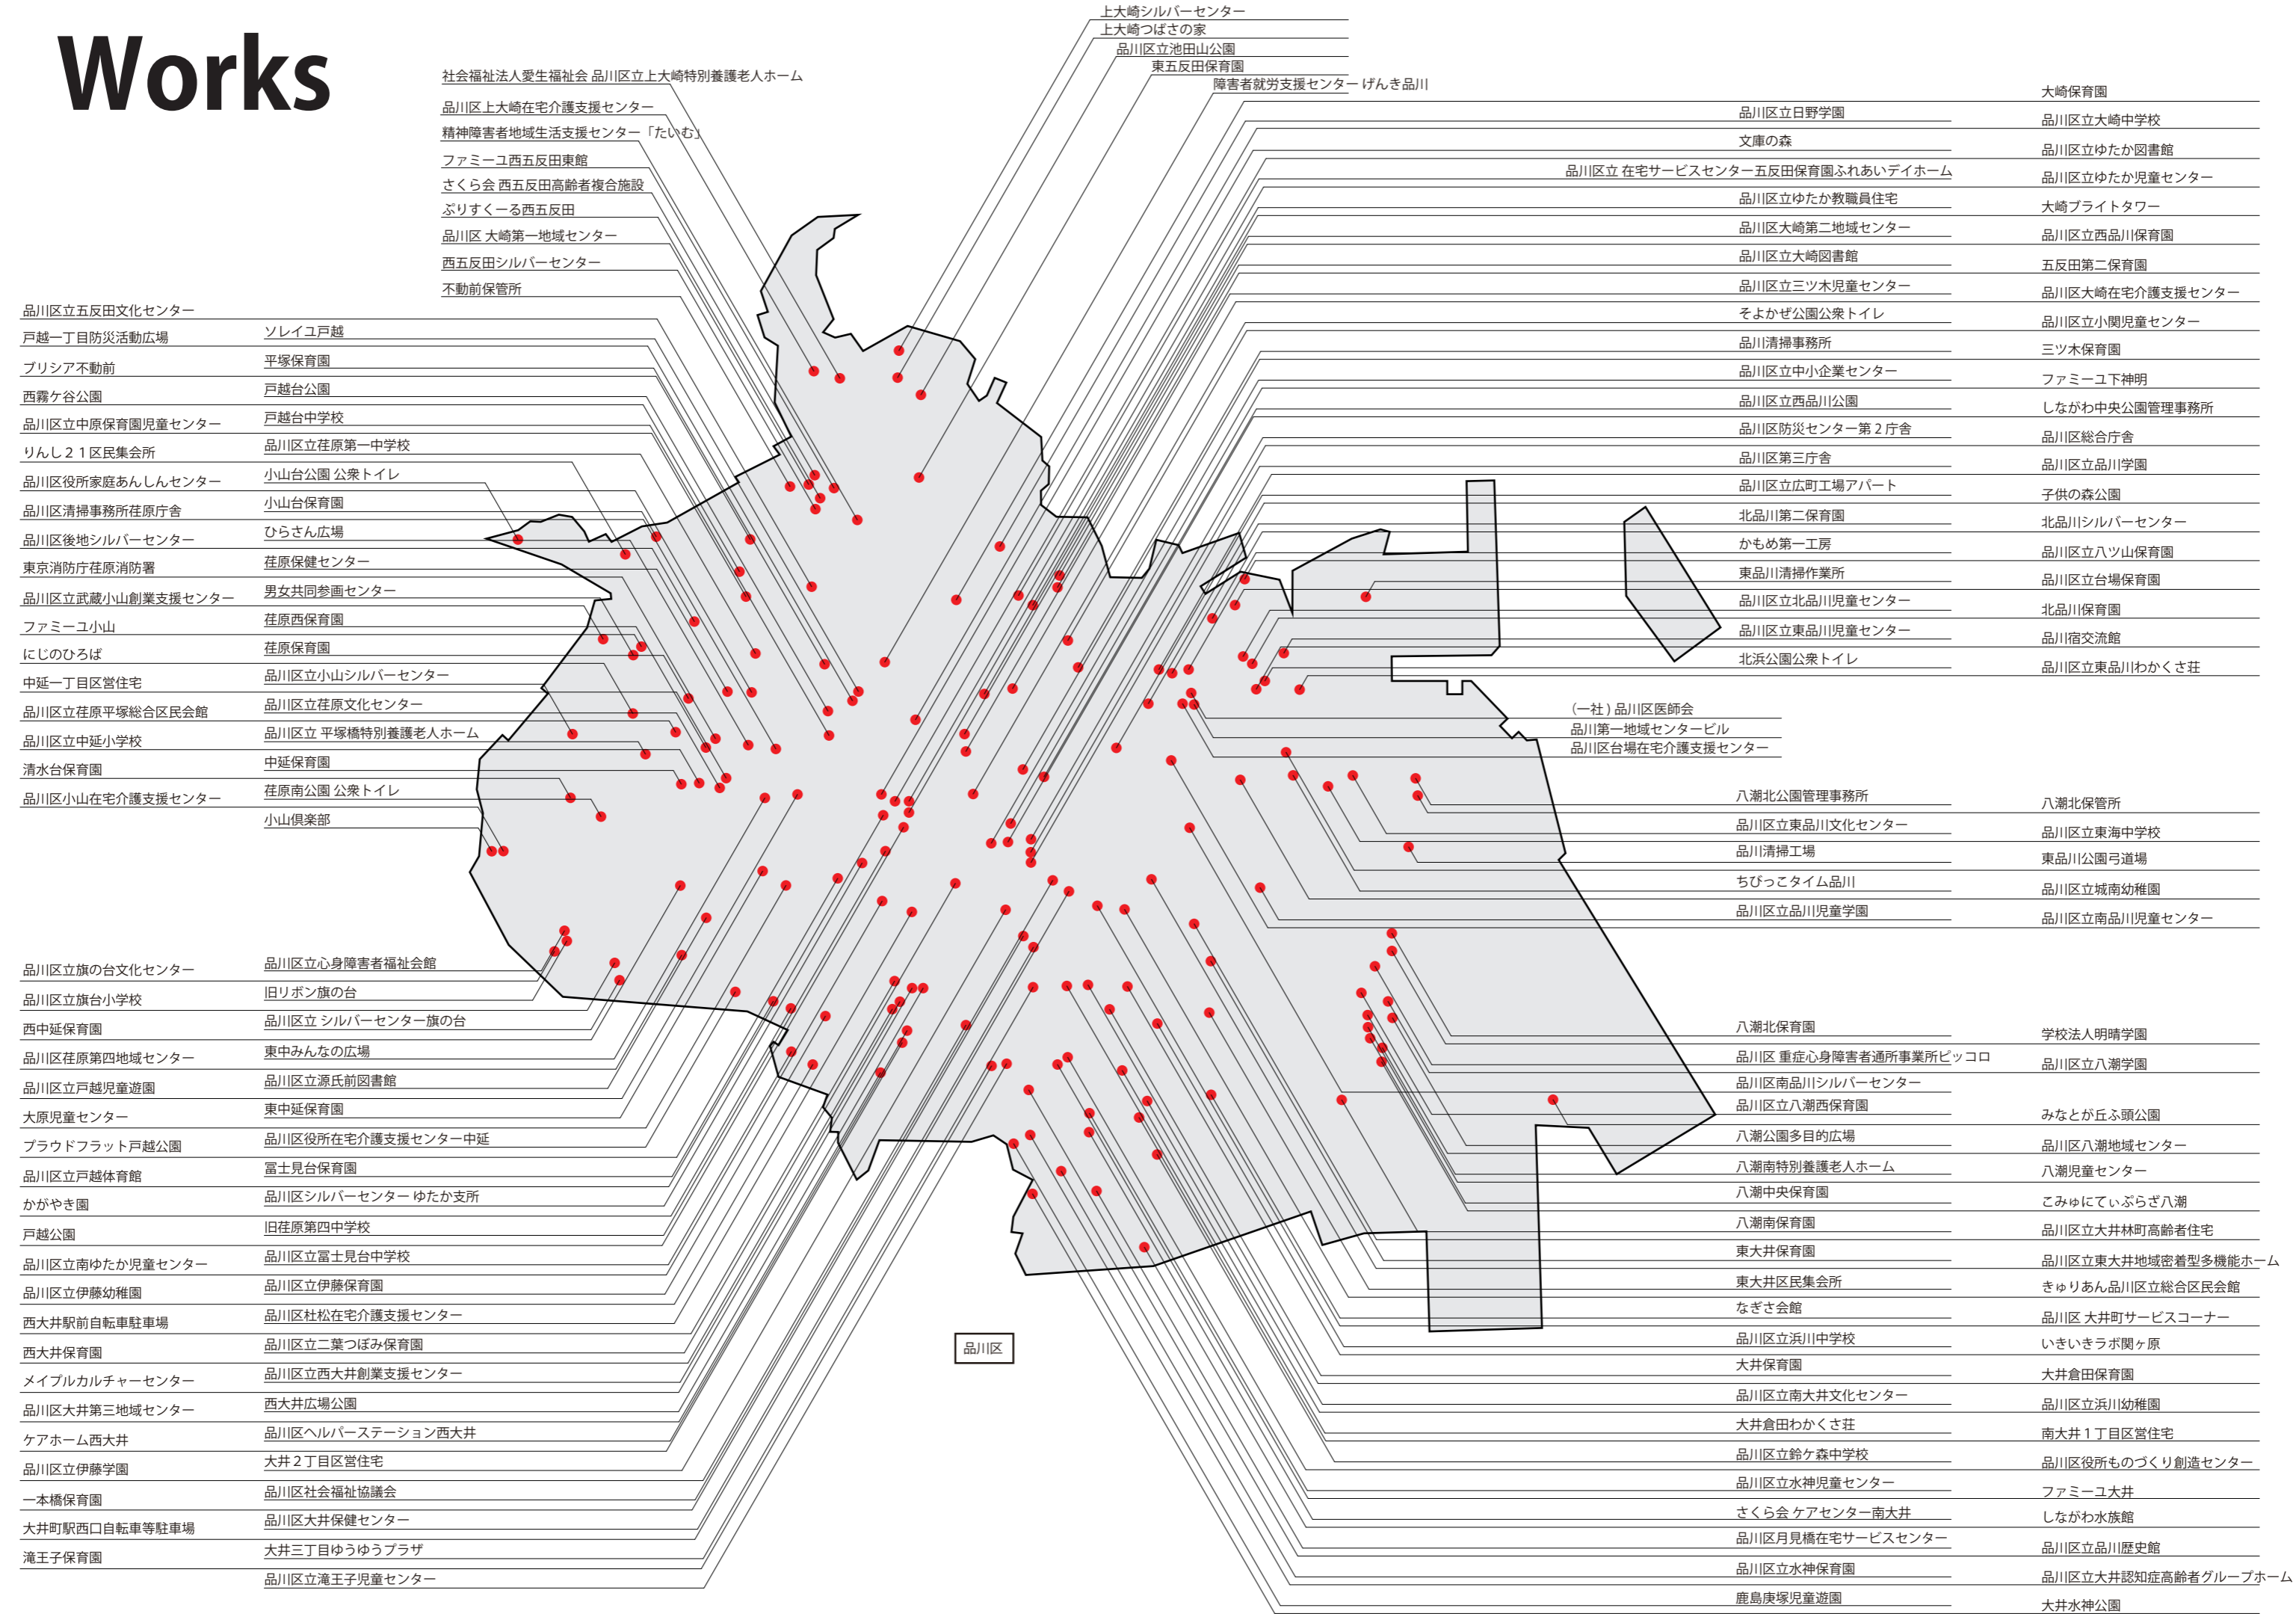 Works
上大崎シルバーセンター
上大崎つばさの家
品川区立池田山公園
東五反田保育園
障害者就労支援センター げんき品川
社会福祉法人愛生福祉会 品川区立上大崎特別養護老人ホーム
品川区上大崎在宅介護支援センター
精神障害者地域生活支援センター「たいむ」
ファミーユ西五反田東館
さくら会 西五反田高齢者複合施設
ぷりすくーる西五反田
品川区 大崎第一地域センター
西五反田シルバーセンター
不動前保管所
品川区立五反田文化センター
戸越一丁目防災活動広場
ブリシア不動前
西霧ケ谷公園
品川区立中原保育園児童センター
りんし２１区民集会所
品川区役所家庭あんしんセンター
品川区清掃事務所荏原庁舎
品川区後地シルバーセンター
東京消防庁荏原消防署
品川区立武蔵小山創業支援センター
ファミーユ小山
にじのひろば
中延一丁目区営住宅
品川区立荏原平塚総合区民会館
品川区立中延小学校
清水台保育園
品川区小山在宅介護支援センター
ソレイユ戸越
平塚保育園
戸越台公園
戸越台中学校
品川区立荏原第一中学校
小山台公園 公衆トイレ
小山台保育園
ひらさん広場
荏原保健センター
男女共同参画センター
荏原西保育園
荏原保育園
品川区立小山シルバーセンター
品川区立荏原文化センター
品川区立 平塚橋特別養護老人ホーム
中延保育園
荏原南公園 公衆トイレ
小山倶楽部
品川区立旗の台文化センター
品川区立旗台小学校
西中延保育園
品川区荏原第四地域センター
品川区立戸越児童遊園
大原児童センター
プラウドフラット戸越公園
品川区立戸越体育館
かがやき園
戸越公園
品川区立南ゆたか児童センター
品川区立伊藤幼稚園
西大井駅前自転車駐車場
西大井保育園
メイプルカルチャーセンター
品川区大井第三地域センター
ケアホーム西大井
品川区立伊藤学園
一本橋保育園
大井町駅西口自転車等駐車場
滝王子保育園
品川区立心身障害者福祉会館
旧リボン旗の台
品川区立 シルバーセンター旗の台
東中みんなの広場
品川区立源氏前図書館
東中延保育園
品川区役所在宅介護支援センター中延
冨士見台保育園
品川区シルバーセンター ゆたか支所
旧荏原第四中学校
品川区立冨士見台中学校
品川区立伊藤保育園
品川区杜松在宅介護支援センター
品川区立二葉つぼみ保育園
品川区立西大井創業支援センター
西大井広場公園
品川区ヘルパーステーション西大井
大井２丁目区営住宅
品川区社会福祉協議会
品川区大井保健センター
大井三丁目ゆうゆうプラザ
品川区立滝王子児童センター
品川区立日野学園
文庫の森
品川区立 在宅サービスセンター五反田保育園ふれあいデイホーム
品川区立ゆたか教職員住宅
品川区大崎第二地域センター
品川区立大崎図書館
品川区立三ツ木児童センター
そよかぜ公園公衆トイレ
品川清掃事務所
品川区立中小企業センター
品川区立西品川公園
品川区防災センター第２庁舎
品川区第三庁舎
品川区立広町工場アパート
北品川第二保育園
かもめ第一工房
東品川清掃作業所
品川区立北品川児童センター
品川区立東品川児童センター
北浜公園公衆トイレ
大崎保育園
品川区立大崎中学校
品川区立ゆたか図書館
品川区立ゆたか児童センター
大崎ブライトタワー
品川区立西品川保育園
五反田第二保育園
品川区大崎在宅介護支援センター
品川区立小関児童センター
三ツ木保育園
ファミーユ下神明
しながわ中央公園管理事務所
品川区総合庁舎
品川区立品川学園
子供の森公園
北品川シルバーセンター
品川区立八ツ山保育園
品川区立台場保育園
北品川保育園
品川宿交流館
品川区立東品川わかくさ荘
（一社）品川区医師会
品川第一地域センタービル
品川区台場在宅介護支援センター
八潮北公園管理事務所
品川区立東品川文化センター
品川清掃工場
ちびっこタイム品川
品川区立品川児童学園
八潮北保管所
品川区立東海中学校
東品川公園弓道場
品川区立城南幼稚園
品川区立南品川児童センター
八潮北保育園
品川区 重症心身障害者通所事業所ピッコロ
品川区南品川シルバーセンター
品川区立八潮西保育園
八潮公園多目的広場
八潮南特別養護老人ホーム
八潮中央保育園
八潮南保育園
東大井保育園
東大井区民集会所
なぎさ会館
品川区立浜川中学校
大井保育園
品川区立南大井文化センター
大井倉田わかくさ荘
品川区立鈴ケ森中学校
品川区立水神児童センター
さくら会 ケアセンター南大井
品川区月見橋在宅サービスセンター
品川区立水神保育園
鹿島庚塚児童遊園
学校法人明晴学園
品川区立八潮学園
みなとが丘ふ頭公園
品川区八潮地域センター
八潮児童センター
こみゅにてぃぷらざ八潮
品川区立大井林町高齢者住宅
品川区立東大井地域密着型多機能ホーム
きゅりあん品川区立総合区民会館
品川区 大井町サービスコーナー
いきいきラボ関ヶ原
大井倉田保育園
品川区立浜川幼稚園
南大井１丁目区営住宅
品川区役所ものづくり創造センター
ファミーユ大井
しながわ水族館
品川区立品川歴史館
品川区立大井認知症高齢者グループホーム
大井水神公園
品川区